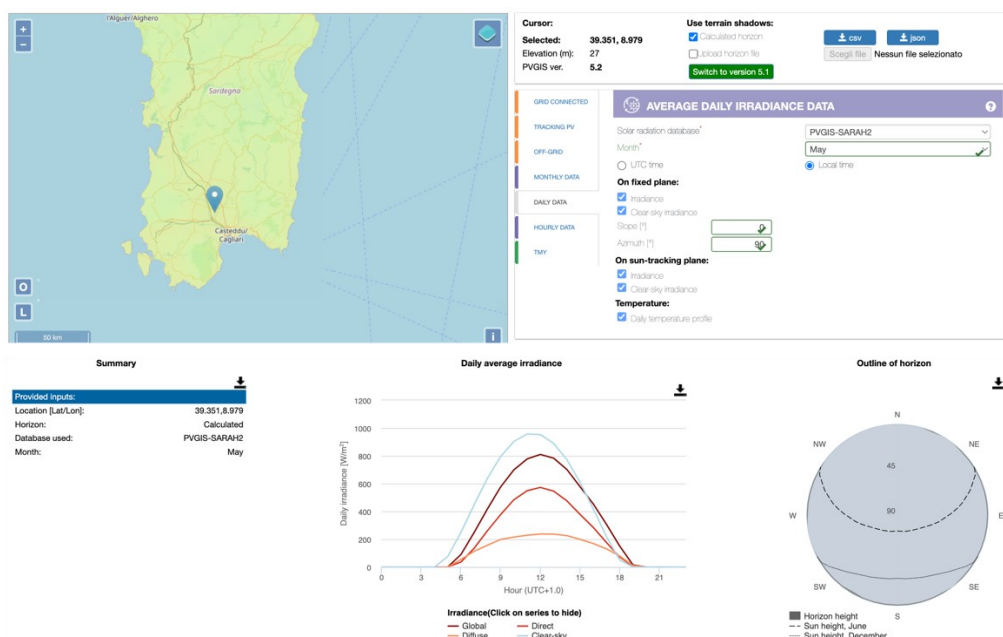 l'Alguer/Alghero
Sardegna
Casteddu/
Cagliari
+
−
O
L
50 km
i
Cursor:
Selected: 39.351, 8.979
Elevation (m): 27
PVGIS ver. 5.2
Use terrain shadows:
Calculated horizon
Upload horizon file
Switch to version 5.1
csv
json
Scegli file Nessun file selezionato
GRID CONNECTED
TRACKING PV
OFF-GRID
MONTHLY DATA
DAILY DATA
HOURLY DATA
TMY
AVERAGE DAILY IRRADIANCE DATA
?
Solar radiation database* PVGIS-SARAH2
Month* May
UTC time Local time
On fixed plane:
Irradiance
Clear-sky irradiance
Slope [°] 0
Azimuth [°] 90
On sun-tracking plane:
Irradiance
Clear-sky irradiance
Temperature:
Daily temperature profile
Summary
Provided inputs:
Location [Lat/Lon]: 39.351,8.979
Horizon: Calculated
Database used: PVGIS-SARAH2
Month: May
Daily average irradiance
Daily irradiance [W/m²]
1200
1000
800
600
400
200
0
0 3 6 9 12 15 18 21
Hour (UTC+1.0)
Irradiance(Click on series to hide)
Global Direct
Diffuse Clear-sky
Outline of horizon
N
NW NE
45
W 90 E
SW SE
S
Horizon height
Sun height, June
Sun height, December